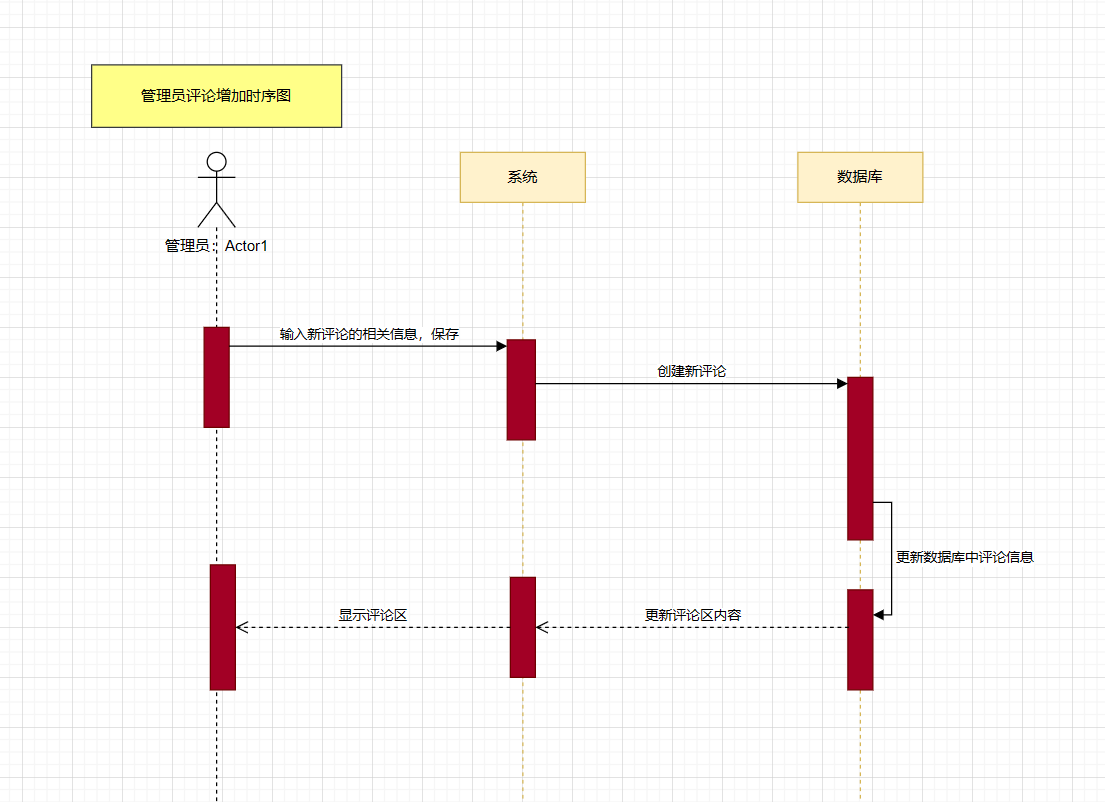 管理员评论增加时序图
系统
数据库
管理员：Actor1
输入新评论的相关信息，保存
创建新评论
更新数据库中评论信息
显示评论区
更新评论区内容